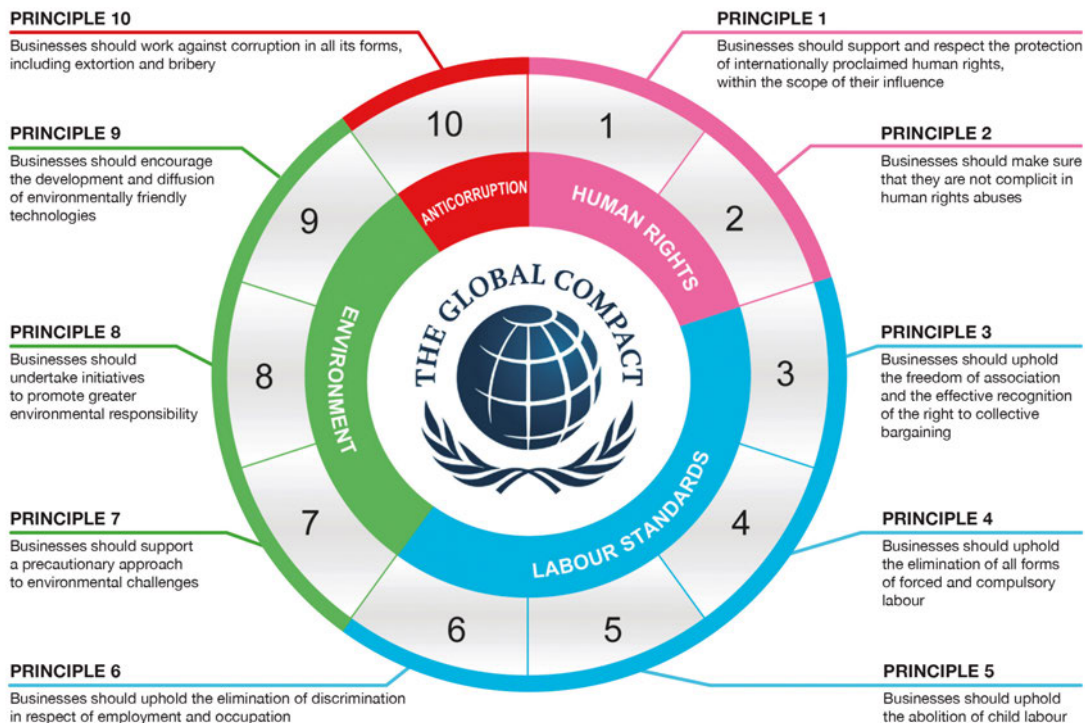 PRINCIPLE 10
Businesses should work against corruption in all its forms,
including extortion and bribery
PRINCIPLE 1
Businesses should support and respect the protection
of internationally proclaimed human rights,
within the scope of their influence
PRINCIPLE 9
Businesses should encourage
the development and diffusion
of environmentally friendly
technologies
PRINCIPLE 2
Businesses should make sure
that they are not complicit in
human rights abuses
PRINCIPLE 8
Businesses should
undertake initiatives
to promote greater
environmental responsibility
PRINCIPLE 3
Businesses should uphold
the freedom of association
and the effective recognition
of the right to collective
bargaining
PRINCIPLE 7
Businesses should support
a precautionary approach
to environmental challenges
PRINCIPLE 4
Businesses should uphold
the elimination of all forms
of forced and compulsory
labour
PRINCIPLE 6
Businesses should uphold the elimination of discrimination
in respect of employment and occupation
PRINCIPLE 5
Businesses should uphold
the abolition of child labour
10
1
9
2
8
3
7
4
6
5
ANTICORRUPTION
HUMAN RIGHTS
ENVIRONMENT
LABOUR STANDARDS
THE GLOBAL COMPACT